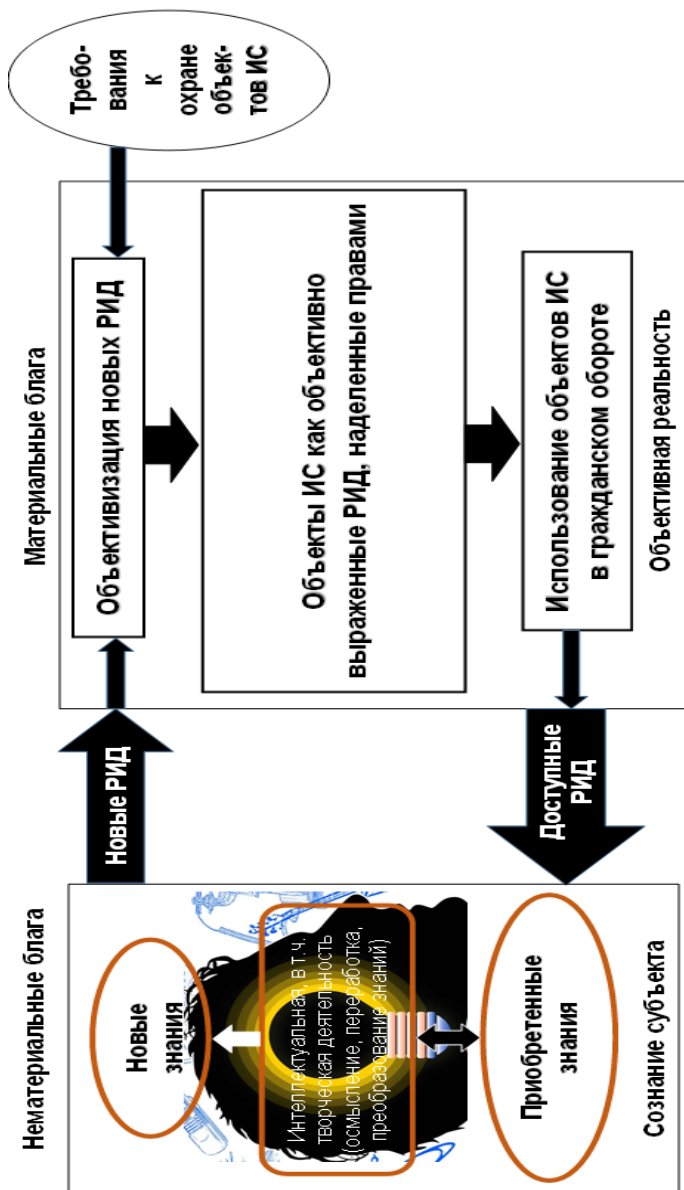 Нематериальные блага
Новые
знания
Интеллектуальная, в т.ч.
творческая деятельность
(осмысление, переработка,
преобразование знаний)
Приобретенные
знания
Сознание субъекта
Новые РИД
Доступные
РИД
Материальные блага
Объективизация новых РИД
Объекты ИС как объективно
выраженные РИД, наделенные правами
Использование объектов ИС
в гражданском обороте
Объективная реальность
Требо-
вания
к
охране
объек-
тов ИС